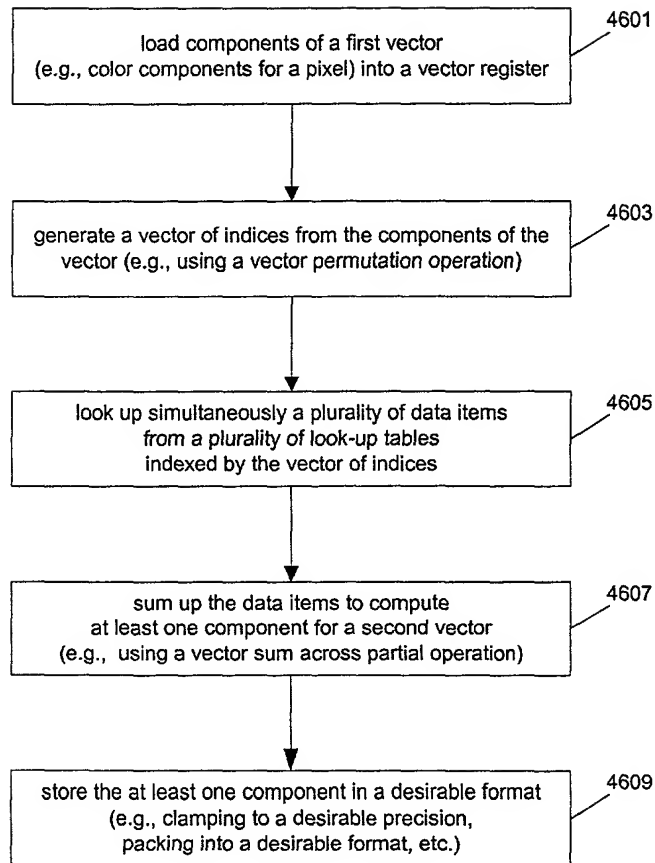 4601
load components of a first vector
(e.g., color components for a pixel) into a vector register
4603
generate a vector of indices from the components of the
vector (e.g., using a vector permutation operation)
4605
look up simultaneously a plurality of data items
from a plurality of look-up tables
indexed by the vector of indices
4607
sum up the data items to compute
at least one component for a second vector
(e.g., using a vector sum across partial operation)
4609
store the at least one component in a desirable format
(e.g., clamping to a desirable precision,
packing into a desirable format, etc.)